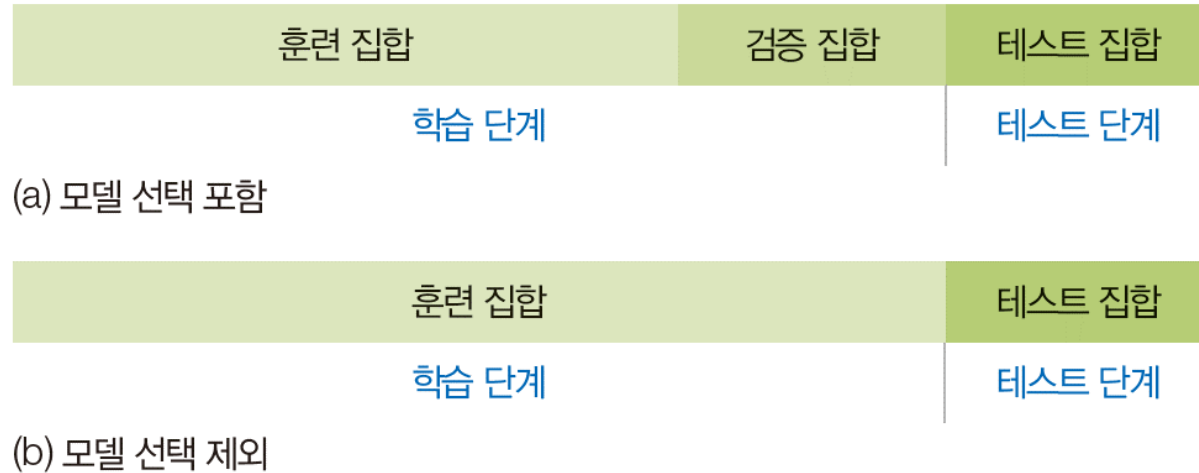 훈련 집합 검증 집합 테스트 집합
학습 단계 테스트 단계
(a) 모델 선택 포함
훈련 집합 테스트 집합
학습 단계 테스트 단계
(b) 모델 선택 제외